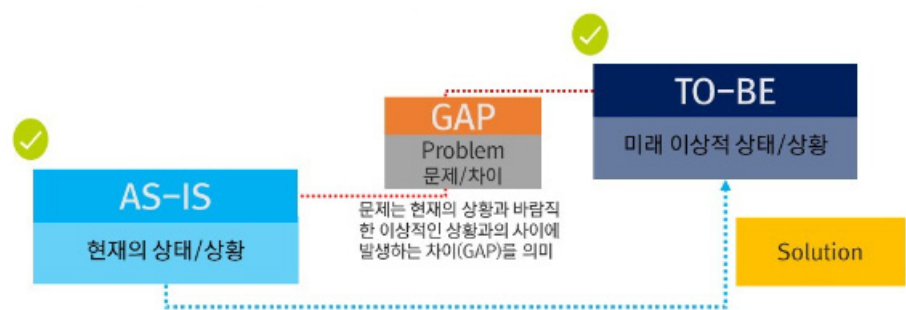 TO-BE
미래 이상적 상태/상황
GAP
Problem
문제/차이
AS-IS
현재의 상태/상황
문제는 현재의 상황과 바람직
한 이상적인 상황과의 사이에
발생하는 차이(GAP)를 의미
Solution